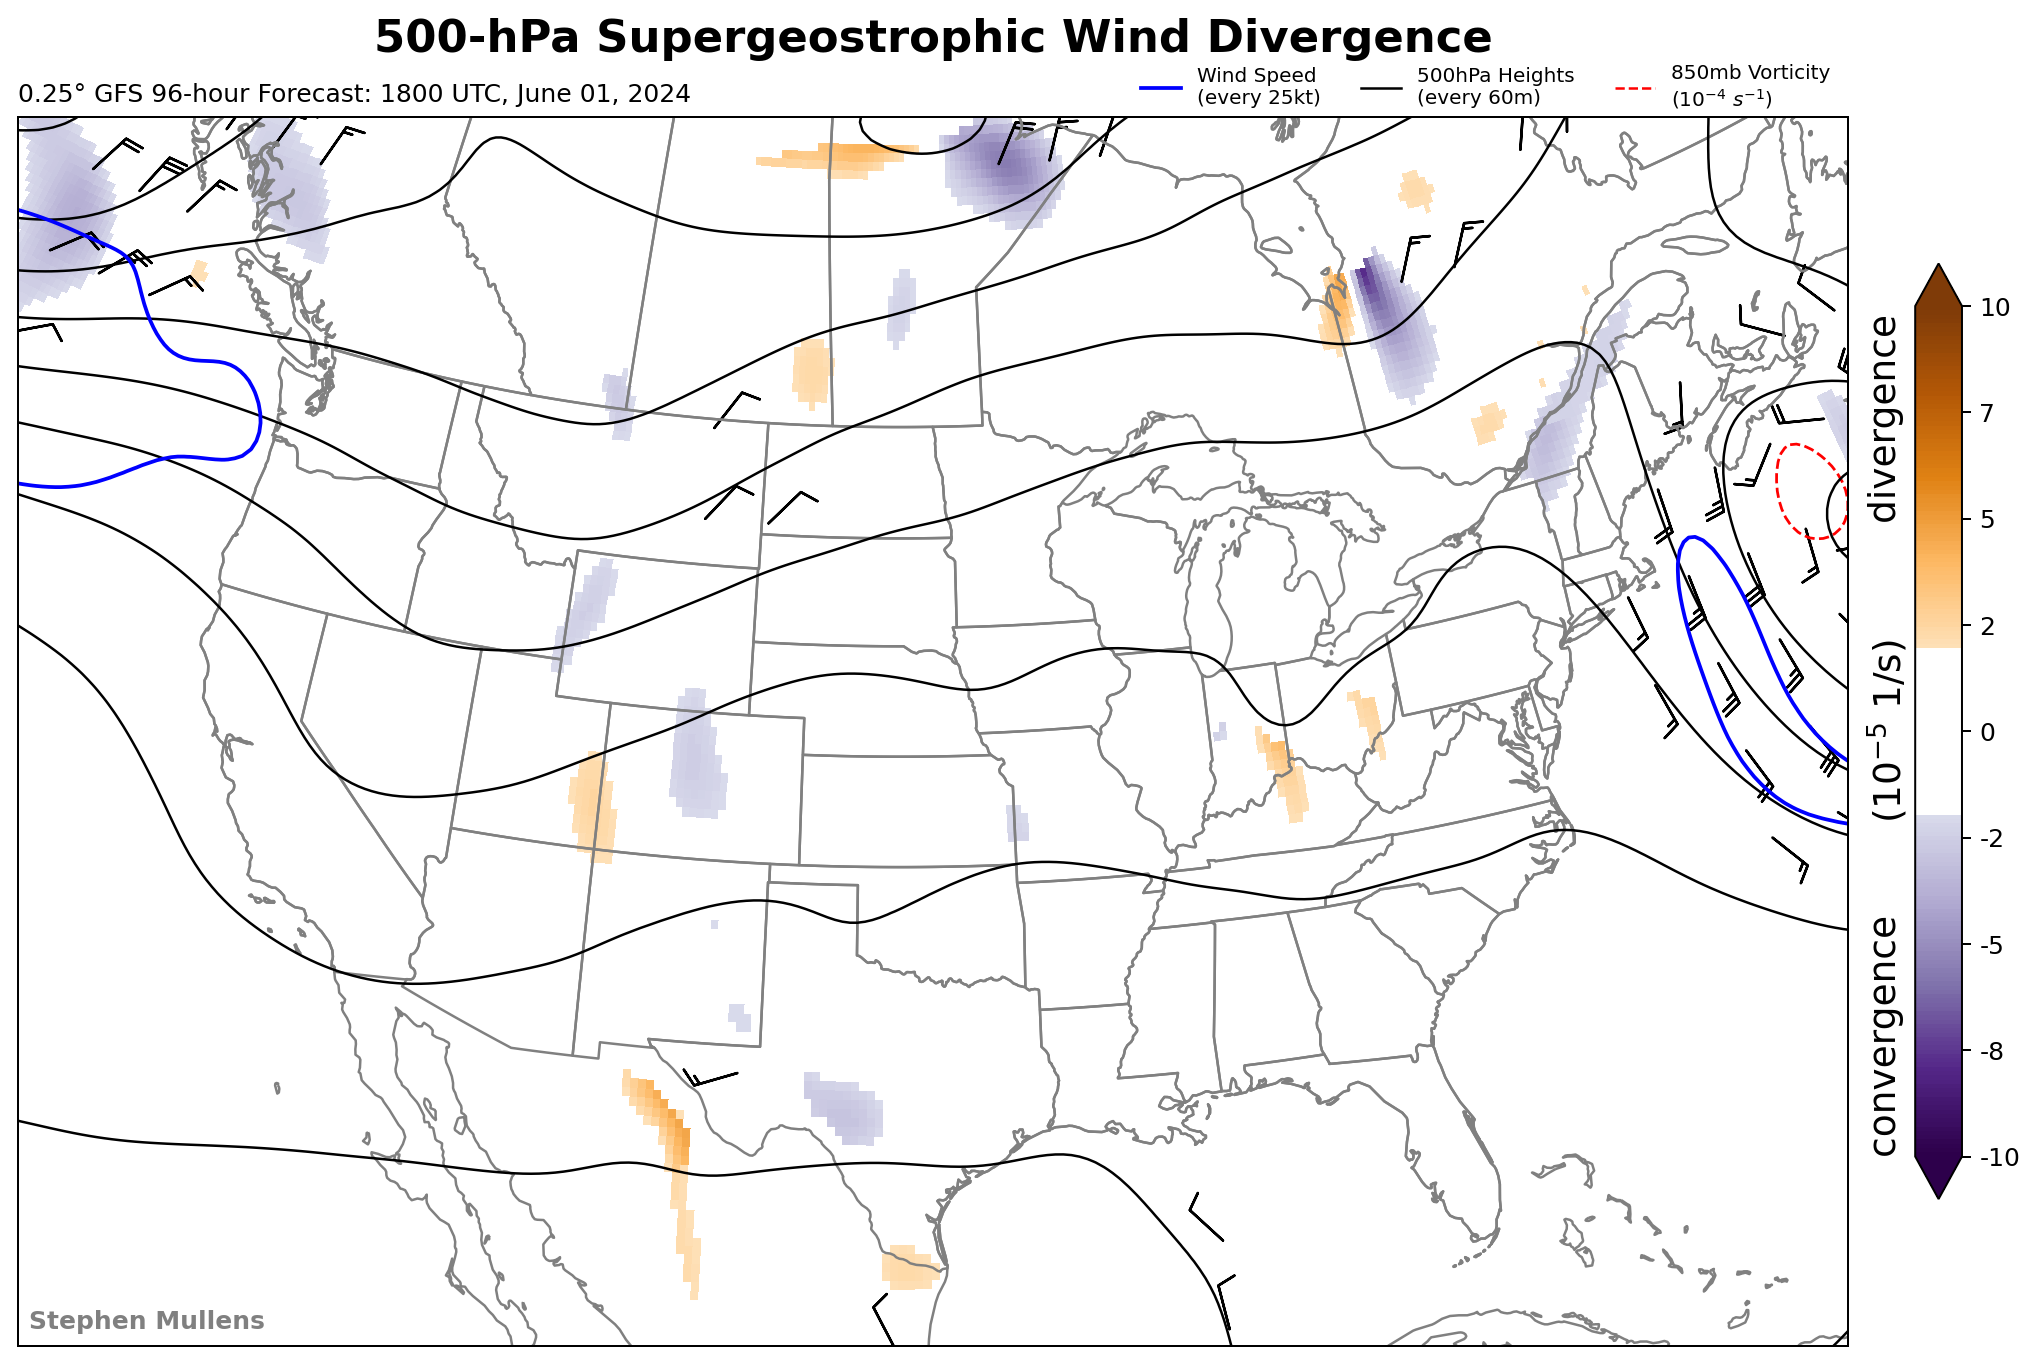 500-hPa Supergeostrophic Wind Divergence
0.25° GFS 96-hour Forecast: 1800 UTC, June 01, 2024
Wind Speed
(every 25kt)
500hPa Heights
(every 60m)
850mb Vorticity
(10⁻⁴ s⁻¹)
10
7
5
2
0
-2
-5
-8
-10
convergence (10⁻⁵ 1/s) divergence
Stephen Mullens